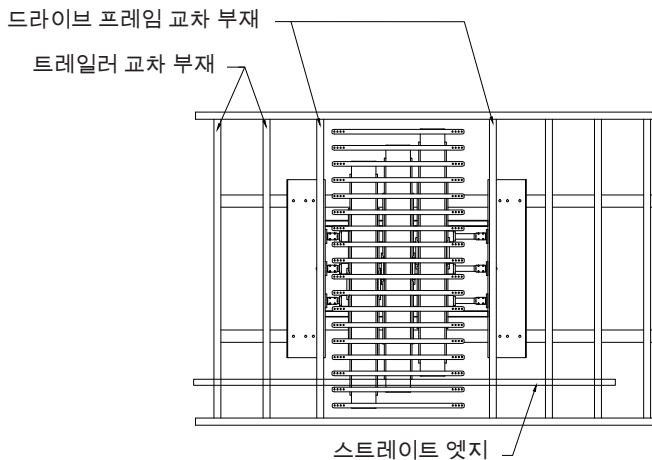 드라이브 프레임 교차 부재
트레일러 교차 부재
스트레이트 엣지